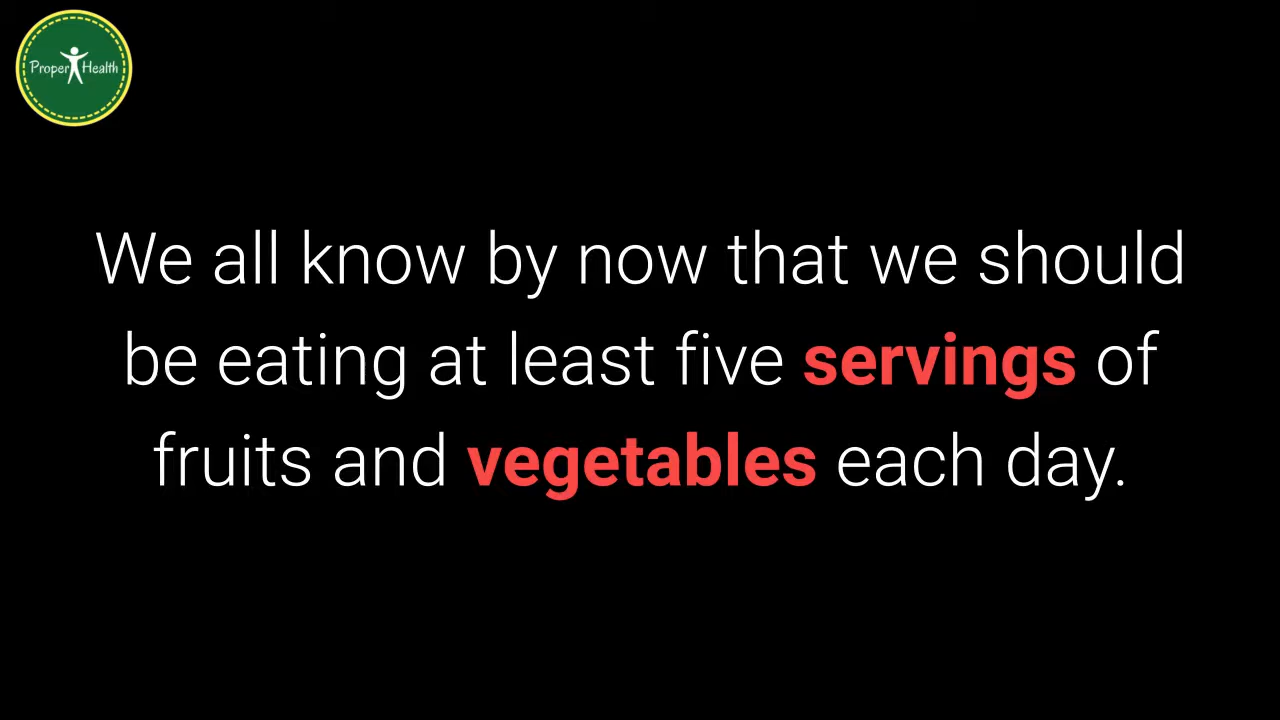 Proper Health
We all know by now that we should
be eating at least five servings of
fruits and vegetables each day.